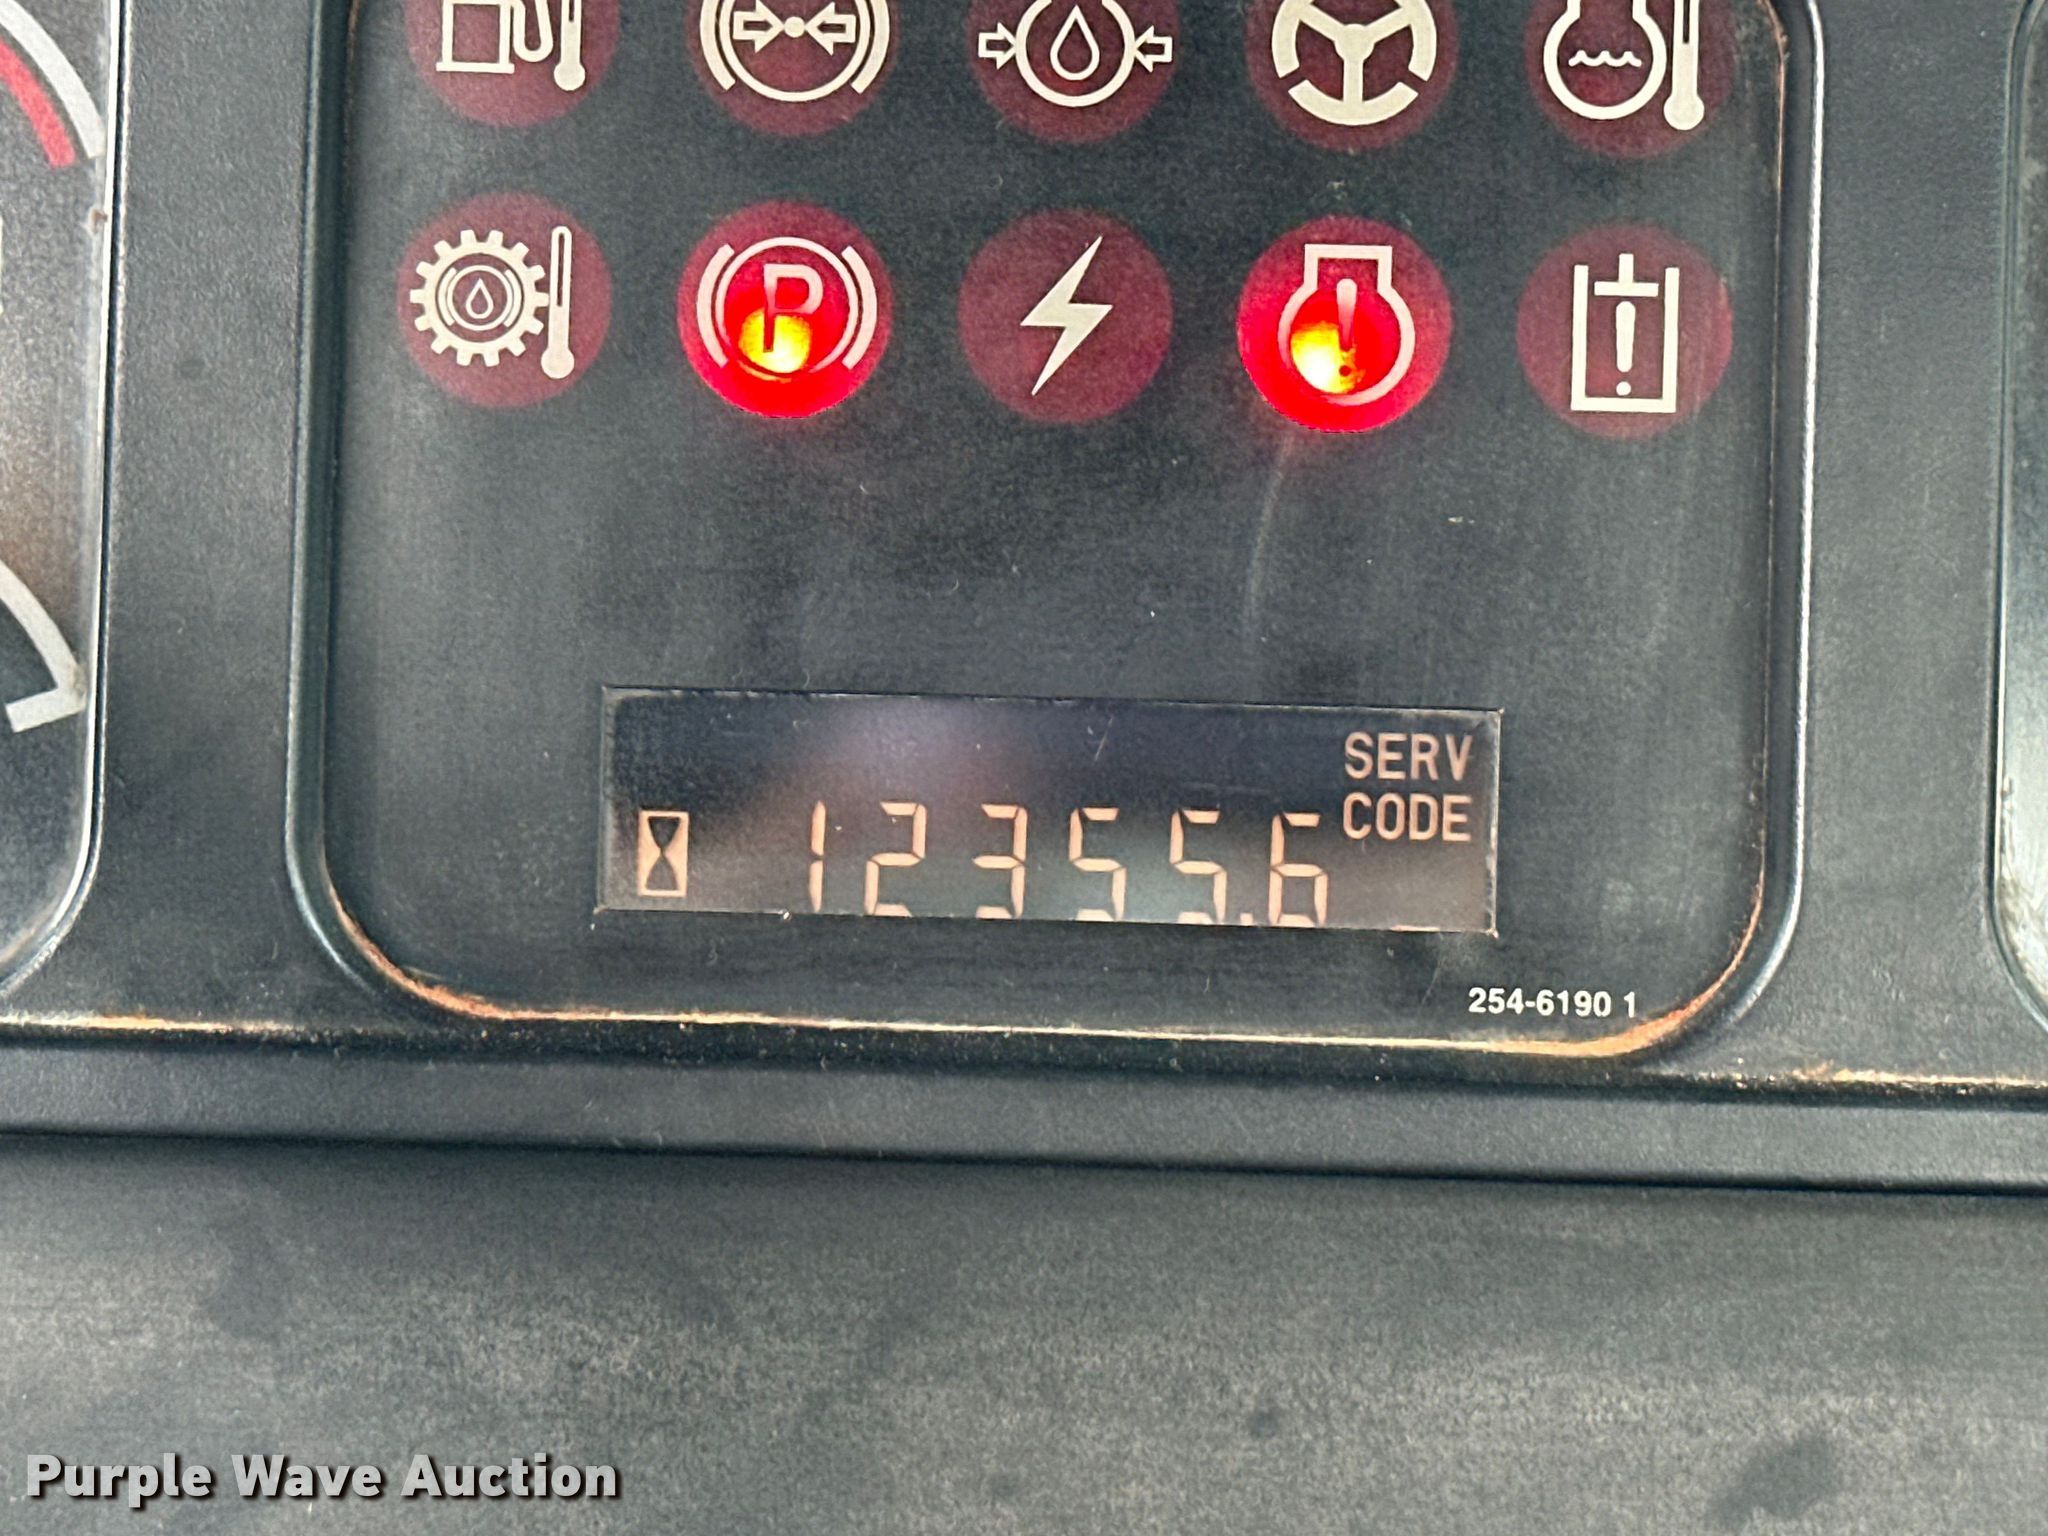 P
SERV
CODE
12355.6
254-6190 1
Purple Wave Auction